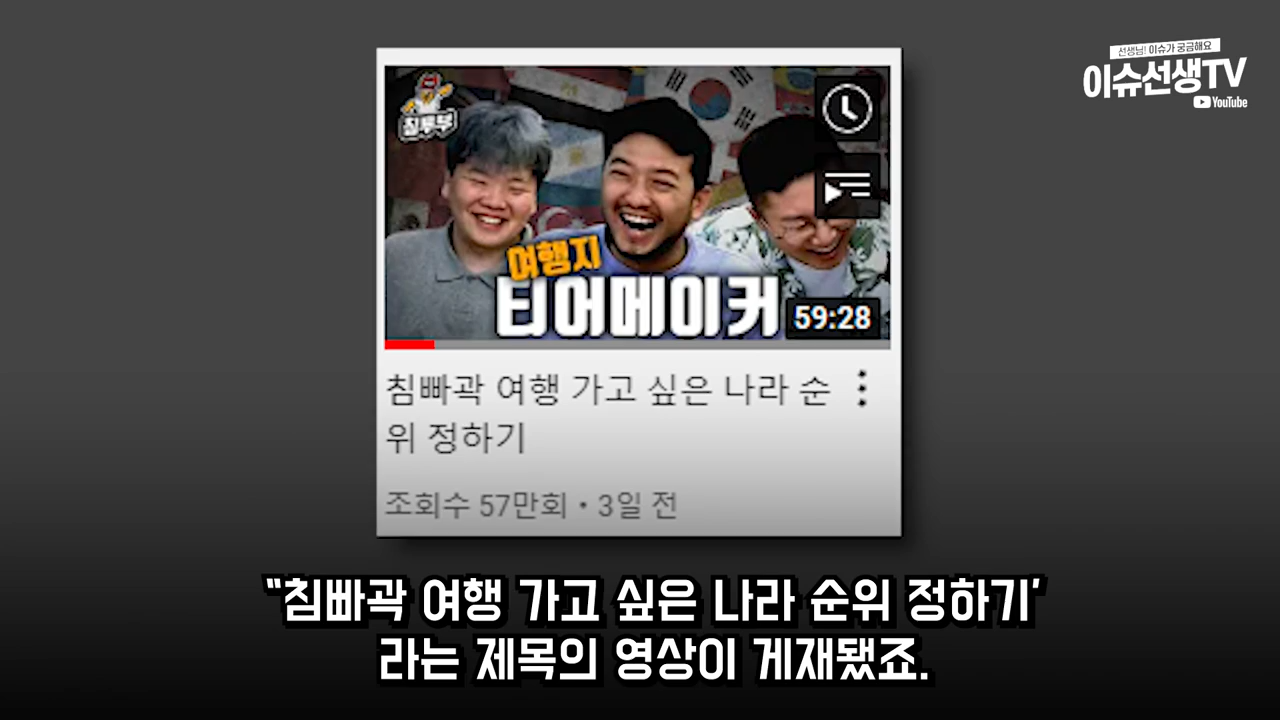 선생님! 이슈가 궁금해요
이슈선생TV
YouTube
침투부
여행지
티어메이커
59:28
침빠곽 여행 가고 싶은 나라 순
위 정하기
조회수 57만회 • 3일 전
“침빠곽 여행 가고 싶은 나라 순위 정하기’
라는 제목의 영상이 게재됐죠.